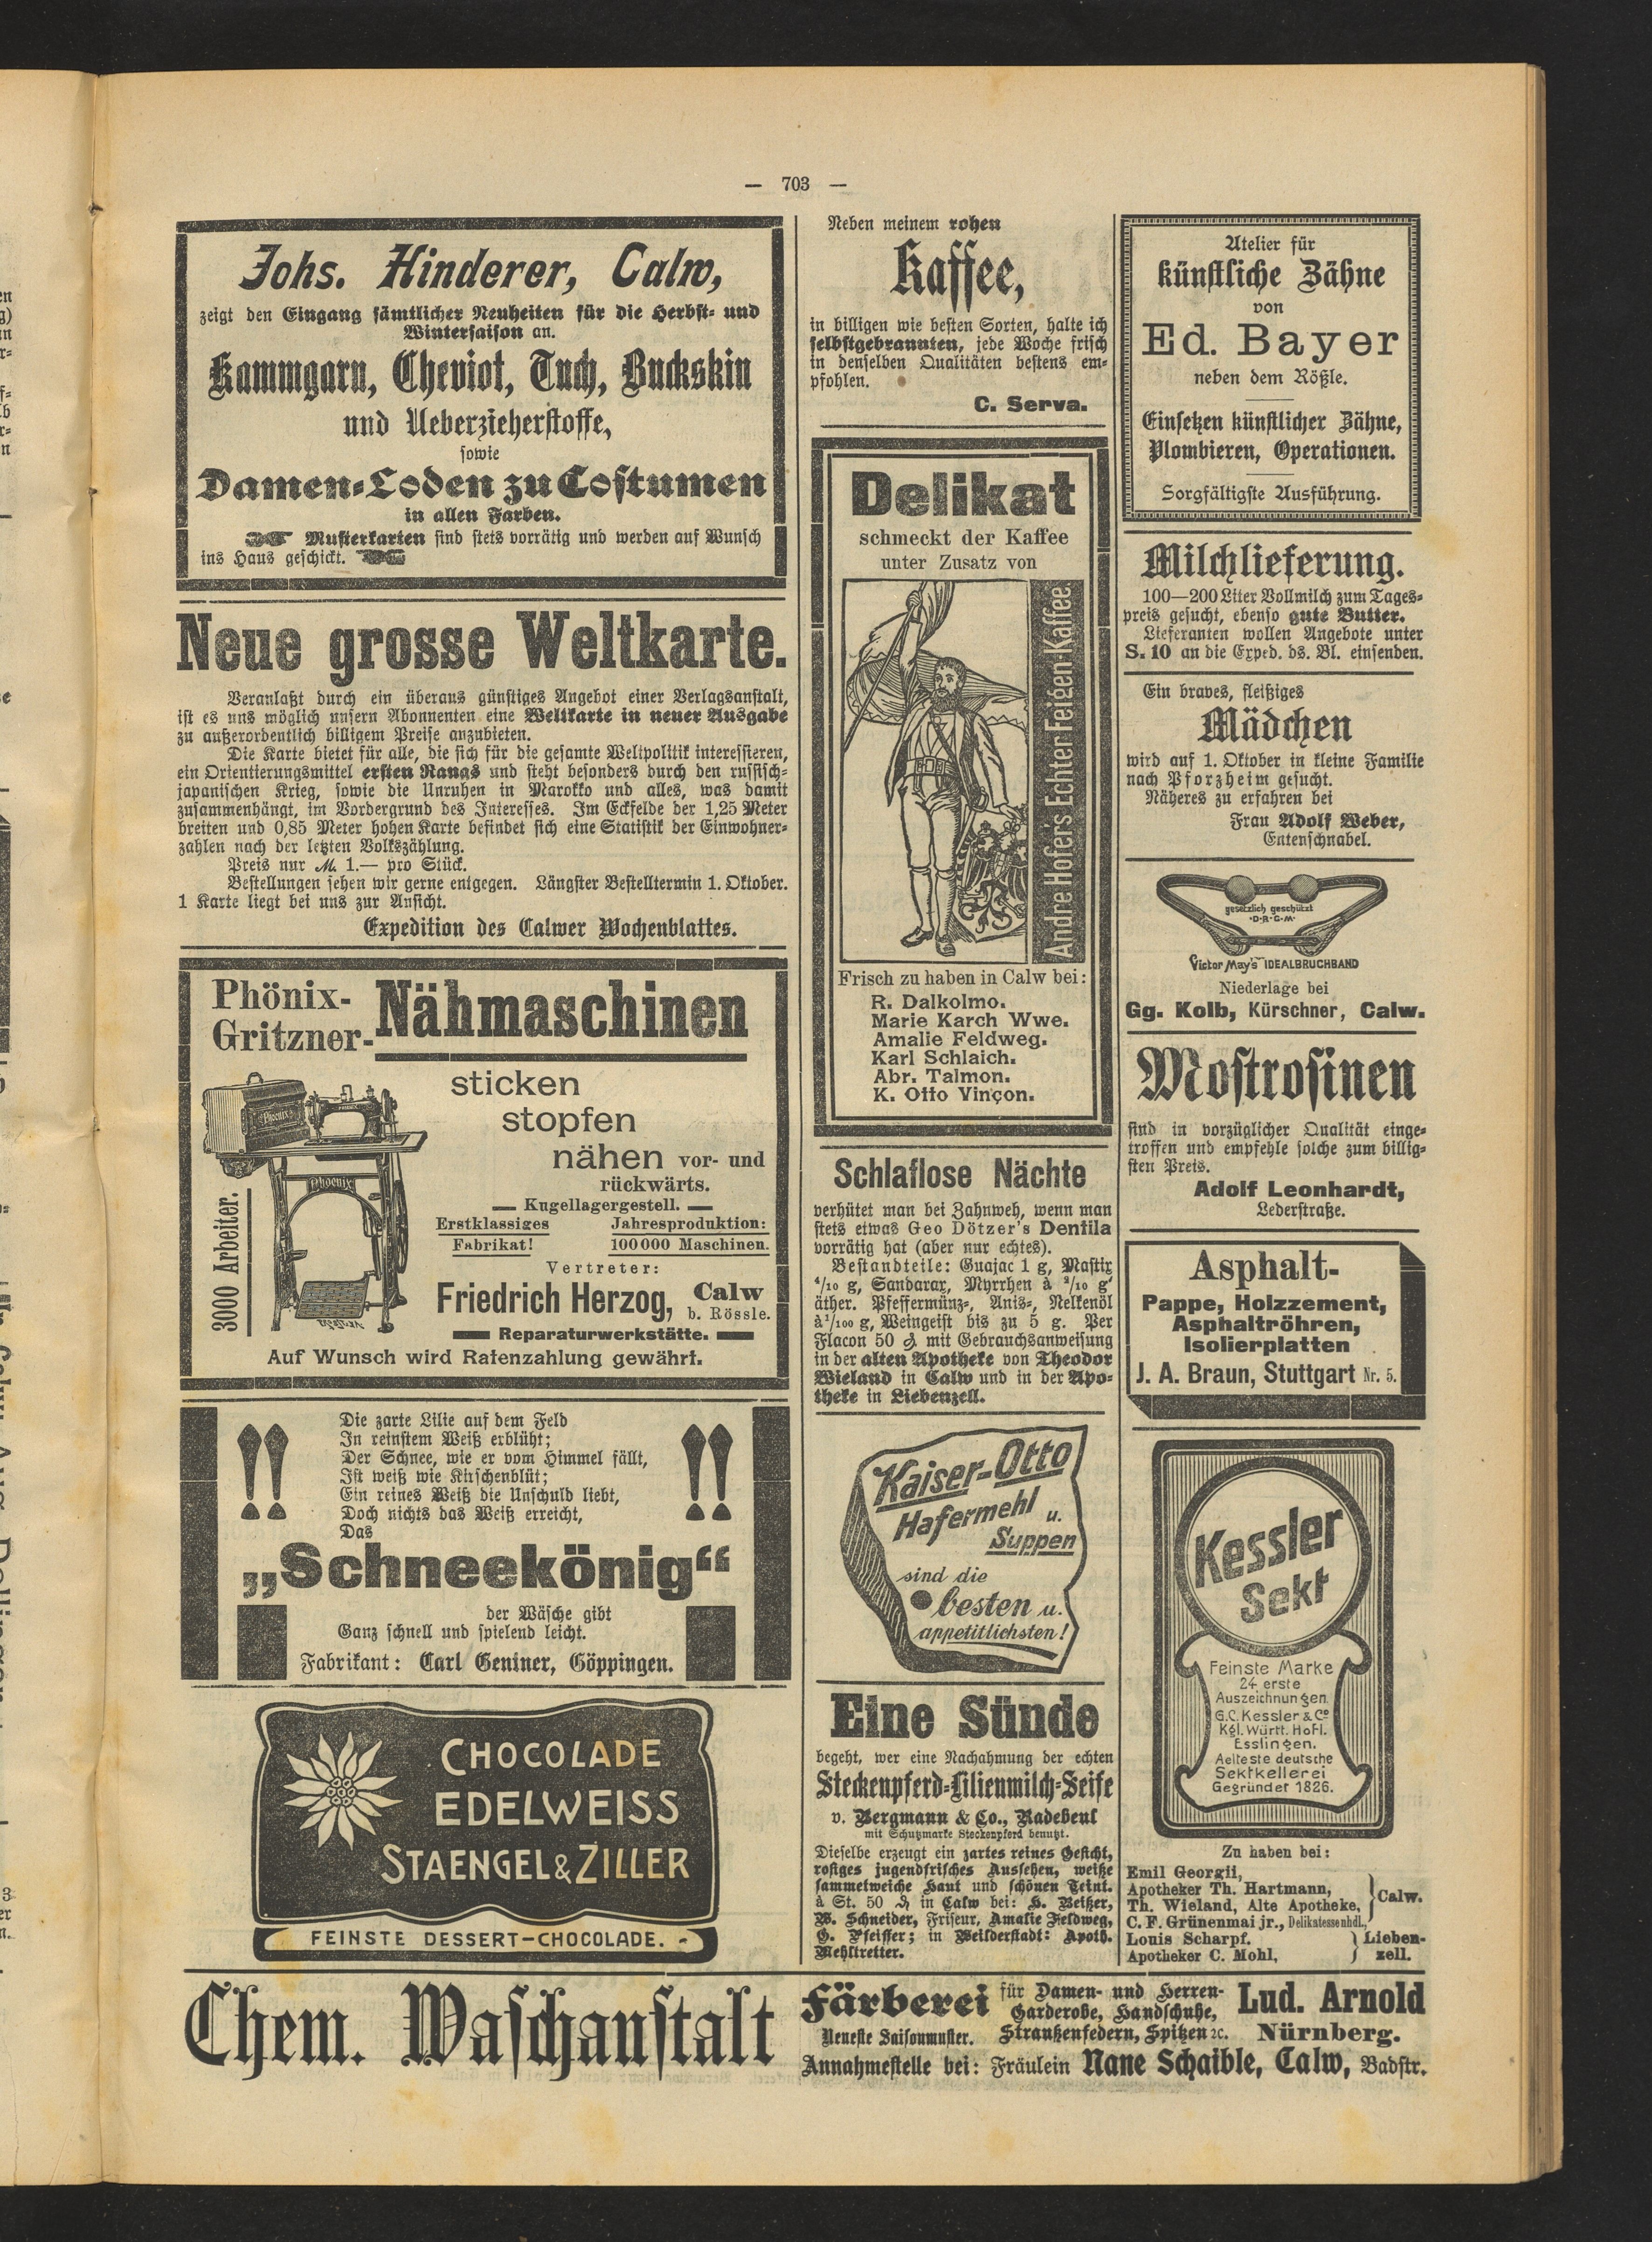 — 703 —
Johs. Hinderer, Calw,
zeigt den Eingang sämtlicher Neuheiten für die Herbst- und
Wintersaison an.
Kammgarn, Cheviot, Tuch, Buckskin
und Ueberzieherstoffe,
sowie
Damen-Loden zu Costumen
in allen Farben.
Musterkarten sind stets vorrätig und werden auf Wunsch
ins Haus geschickt.
Neue grosse Weltkarte.
Veranlaßt durch ein überaus günstiges Angebot einer Verlagsanstalt,
ist es uns möglich unsern Abonnenten eine Weltkarte in neuer Ausgabe
zu außerordentlich billigem Preise anzubieten.
Die Karte bietet für alle, die sich für die gesamte Weltpolitik interessieren,
ein Orientierungsmittel ersten Rangs und steht besonders durch den russisch-
japanischen Krieg, sowie die Unruhen in Marokko und alles, was damit
zusammenhängt, im Vordergrund des Interesses. Im Eckfelde der 1,25 Meter
breiten und 0,85 Meter hohen Karte befindet sich eine Statistik der Einwohner-
zahlen nach der letzten Volkszählung.
Preis nur M. 1.— pro Stück.
Bestellungen sehen wir gerne entgegen. Längster Bestelltermin 1. Oktober.
1 Karte liegt bei uns zur Ansicht.
Expedition des Calwer Wochenblattes.
Phönix-
Gritzner-
Nähmaschinen
sticken
stopfen
nähen vor- und
rückwärts.
— Kugellagergestell. —
Erstklassiges Jahresproduktion:
Fabrikat! 100000 Maschinen.
3000 Arbeiter.
Phoenix
Phoenix
Vertreter:
Friedrich Herzog, Calw
b. Rössle.
Reparaturwerkstätte.
Auf Wunsch wird Ratenzahlung gewährt.
!! !!
Die zarte Lilie auf dem Feld
In reinstem Weiß erblüht;
Der Schnee, wie er vom Himmel fällt,
Ist weiß wie Kirschenblüt;
Ein reines Weiß die Unschuld liebt,
Doch nichts das Weiß erreicht,
Das
„Schneekönig“
der Wäsche gibt
Ganz schnell und spielend leicht.
Fabrikant: Carl Gentner, Göppingen.
CHOCOLADE
EDELWEISS
STAENGEL & ZILLER
FEINSTE DESSERT-CHOCOLADE.
Neben meinem rohen
Kaffee,
in billigen wie besten Sorten, halte ich
selbstgebrannten, jede Woche frisch
in denselben Qualitäten bestens em-
pfohlen.
C. Serva.
Delikat
schmeckt der Kaffee
unter Zusatz von
Andre Hofer's Echter Feigen-Kaffee.
Frisch zu haben in Calw bei:
R. Dalkolmo.
Marie Karch Wwe.
Amalie Feldweg.
Karl Schlaich.
Abr. Talmon.
K. Otto Vinçon.
Schlaflose Nächte
verhütet man bei Zahnweh, wenn man
stets etwas Geo Dötzer's Dentila
vorrätig hat (aber nur echtes).
Bestandteile: Guajac 1 g, Mastix
4/10 g, Sandarax, Myrrhen à 2/10 g
äther. Pfeffermünz-, Anis-, Nelkenöl
à 1/100 g, Weingeist bis zu 5 g. Per
Flacon 50 ₰ mit Gebrauchsanweisung
in der alten Apotheke von Theodor
Wieland in Calw und in der Apo-
theke in Liebenzell.
Kaiser-Otto
Hafermehl u.
Suppen
sind die
besten u.
appetitlichsten!
Eine Sünde
begeht, wer eine Nachahmung der echten
Steckenpferd-Lilienmilch-Seife
v. Bergmann & Co., Radebeul
mit Schutzmarke Steckenpferd benutzt.
Dieselbe erzeugt ein zartes reines Gesicht,
rosiges jugendfrisches Aussehen, weiße
sammetweiche Haut und schönen Teint.
à St. 50 ₰ in Calw bei: H. Beißer,
W. Schneider, Friseur, Amalie Feldweg,
G. Pfeiffer; in Weilderstadt: Apoth.
Mehltretter.
Atelier für
künstliche Zähne
von
Ed. Bayer
neben dem Rößle.
Einsetzen künstlicher Zähne,
Plombieren, Operationen.
Sorgfältigste Ausführung.
Milchlieferung.
100—200 Liter Vollmilch zum Tages-
preis gesucht, ebenso gute Butter.
Lieferanten wollen Angebote unter
S. 10 an die Exped. ds. Bl. einsenden.
Ein braves, fleißiges
Mädchen
wird auf 1. Oktober in kleine Familie
nach Pforzheim gesucht.
Näheres zu erfahren bei
Frau Adolf Weber,
Entenschnabel.
gesetzlich geschützt
·D·R·G·M·
Victor May's IDEALBRUCHBAND
Niederlage bei
Gg. Kolb, Kürschner, Calw.
Mostrosinen
sind in vorzüglicher Qualität einge-
troffen und empfehle solche zum billig-
sten Preis.
Adolf Leonhardt,
Lederstraße.
Asphalt-
Pappe, Holzzement,
Asphaltröhren,
Isolierplatten
J. A. Braun, Stuttgart Nr. 5.
Kessler
Sekt
Feinste Marke
24 erste
Auszeichnungen
G.C. Kessler & Co
Kgl. Württ. Hofl.
Esslingen.
Aelteste deutsche
Sektkellerei
Gegründet 1826.
Zu haben bei:
Emil Georgii,
Apotheker Th. Hartmann,
Th. Wieland, Alte Apotheke,
C. F. Grünenmai jr., Delikatessenhdl.,
Calw.
Louis Scharpf.
Apotheker C. Mohl,
Lieben-
zell.
Chem. Waschanstalt
Färberei für Damen- und Herren-
Garderobe, Handschuhe,
Neueste Saisonmuster. Straußenfedern, Spitzen ꝛc.
Lud. Arnold
Nürnberg.
Annahmestelle bei: Fräulein Nane Schaible, Calw, Badstr.